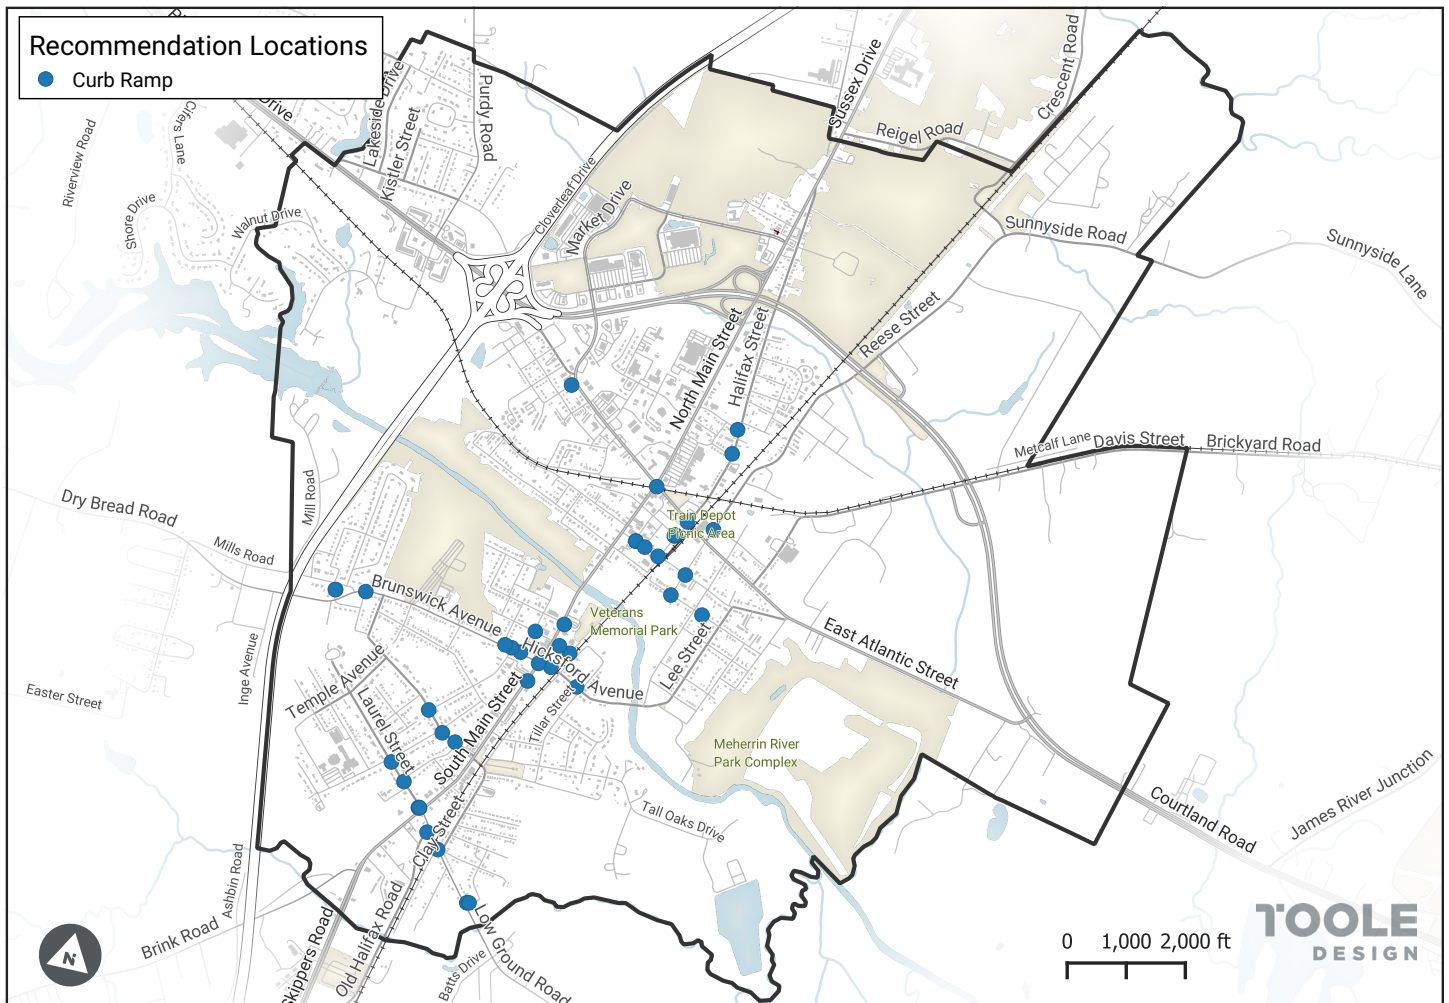 Recommendation Locations
Curb Ramp
Drive
Lakeside Drive
Kistler Street
Purdy Road
Cifers Lane
Riverview Road
Shore Drive
Walnut Drive
Cloverleaf Drive
Market Drive
Sussex Drive
Reigel Road
Crescent Road
Sunnyside Road
Sunnyside Lane
Reese Street
North Main Street
Halifax Street
Metcalf Lane
Davis Street
Brickyard Road
Dry Bread Road
Mill Road
Mills Road
Train Depot
Picnic Area
Brunswick Avenue
Veterans
Memorial Park
Hicksford Avenue
Lee Street
East Atlantic Street
Inge Avenue
Easter Street
Temple Avenue
Laurel Street
South Main Street
Tillar Street
Meherrin River
Park Complex
Tall Oaks Drive
Clay Street
Courtland Road
James River Junction
Ashbin Road
Brink Road
Skippers Road
Old Halifax Road
Low Ground Road
Batts Drive
N
0 1,000 2,000 ft
TOOLE
DESIGN